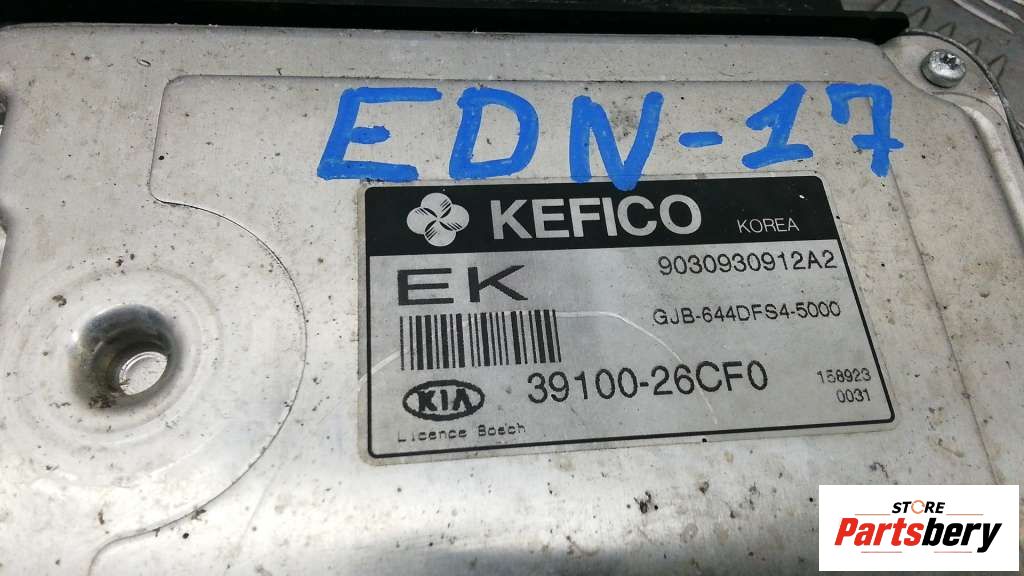 EDN-17
KEFICO KOREA
EK 9030930912A2
GJB-644DFS4-5000
39100-26CF0 158923
KIA 0031
Licence Bosch
STORE
Partsbery